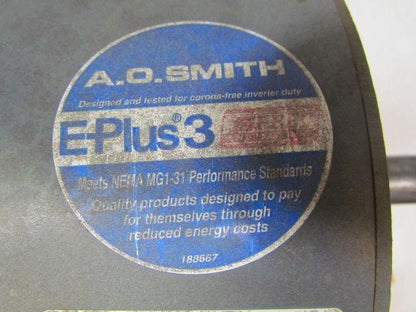 A.O.SMITH
Designed and tested for corona-free inverter duty
E-Plus®3
Meets NEMA MG1-31 Performance Standards
Quality products designed to pay
for themselves through
reduced energy costs
188667